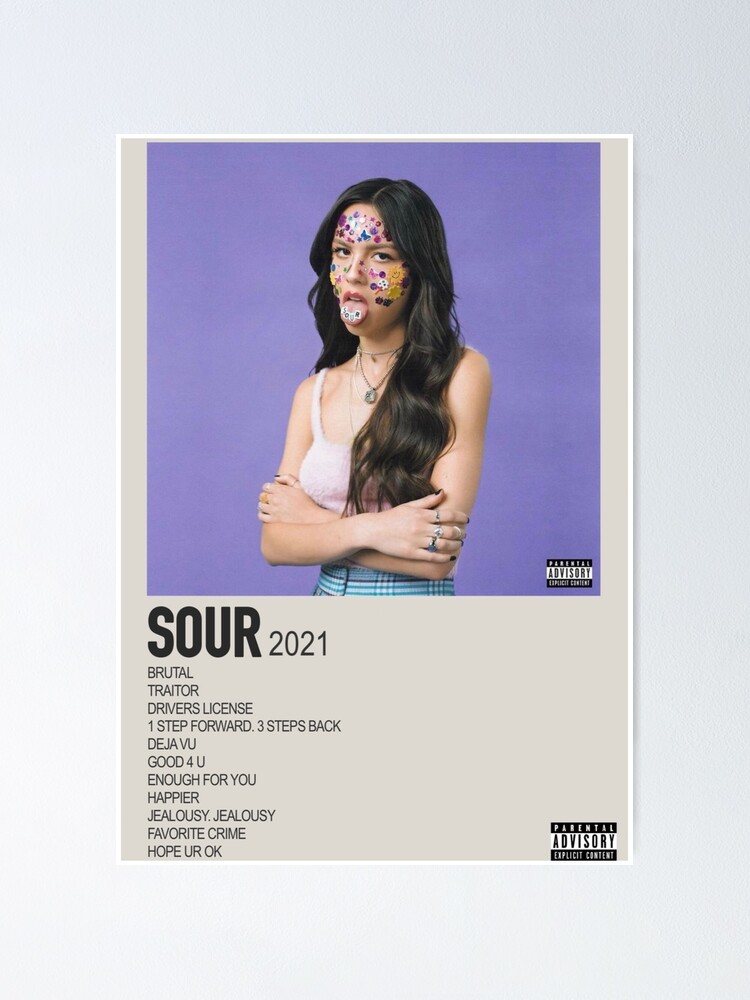 SOUR
PARENTAL
ADVISORY
EXPLICIT CONTENT
SOUR 2021
BRUTAL
TRAITOR
DRIVERS LICENSE
1 STEP FORWARD. 3 STEPS BACK
DEJA VU
GOOD 4 U
ENOUGH FOR YOU
HAPPIER
JEALOUSY. JEALOUSY
FAVORITE CRIME
HOPE UR OK
PARENTAL
ADVISORY
EXPLICIT CONTENT